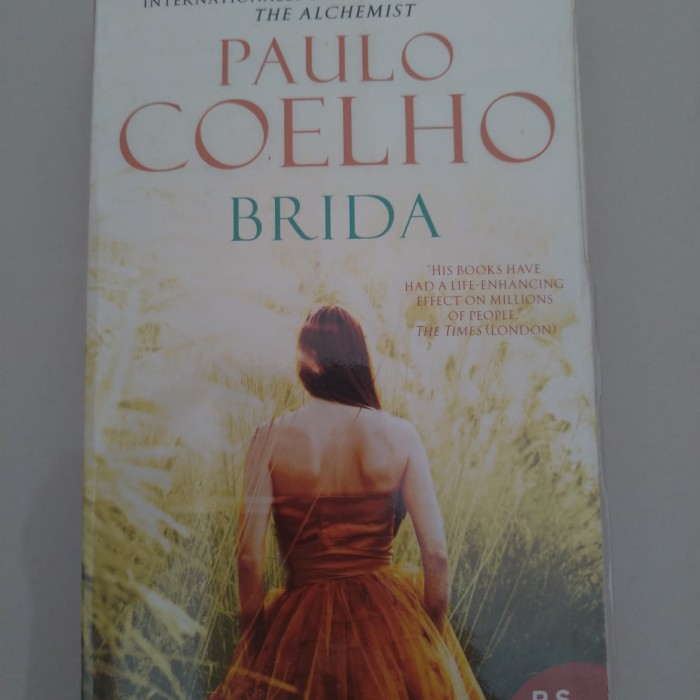 THE ALCHEMIST
PAULO
COELHO
BRIDA
"HIS BOOKS HAVE
HAD A LIFE-ENHANCING
EFFECT ON MILLIONS
OF PEOPLE."
THE TIMES (LONDON)
P.S.